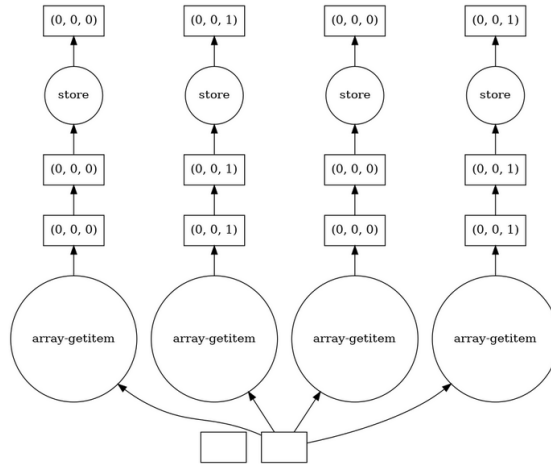 (0, 0, 0) (0, 0, 1) (0, 0, 0) (0, 0, 1)
store store store store
(0, 0, 0) (0, 0, 1) (0, 0, 0) (0, 0, 1)
(0, 0, 0) (0, 0, 1) (0, 0, 0) (0, 0, 1)
array-getitem array-getitem array-getitem array-getitem